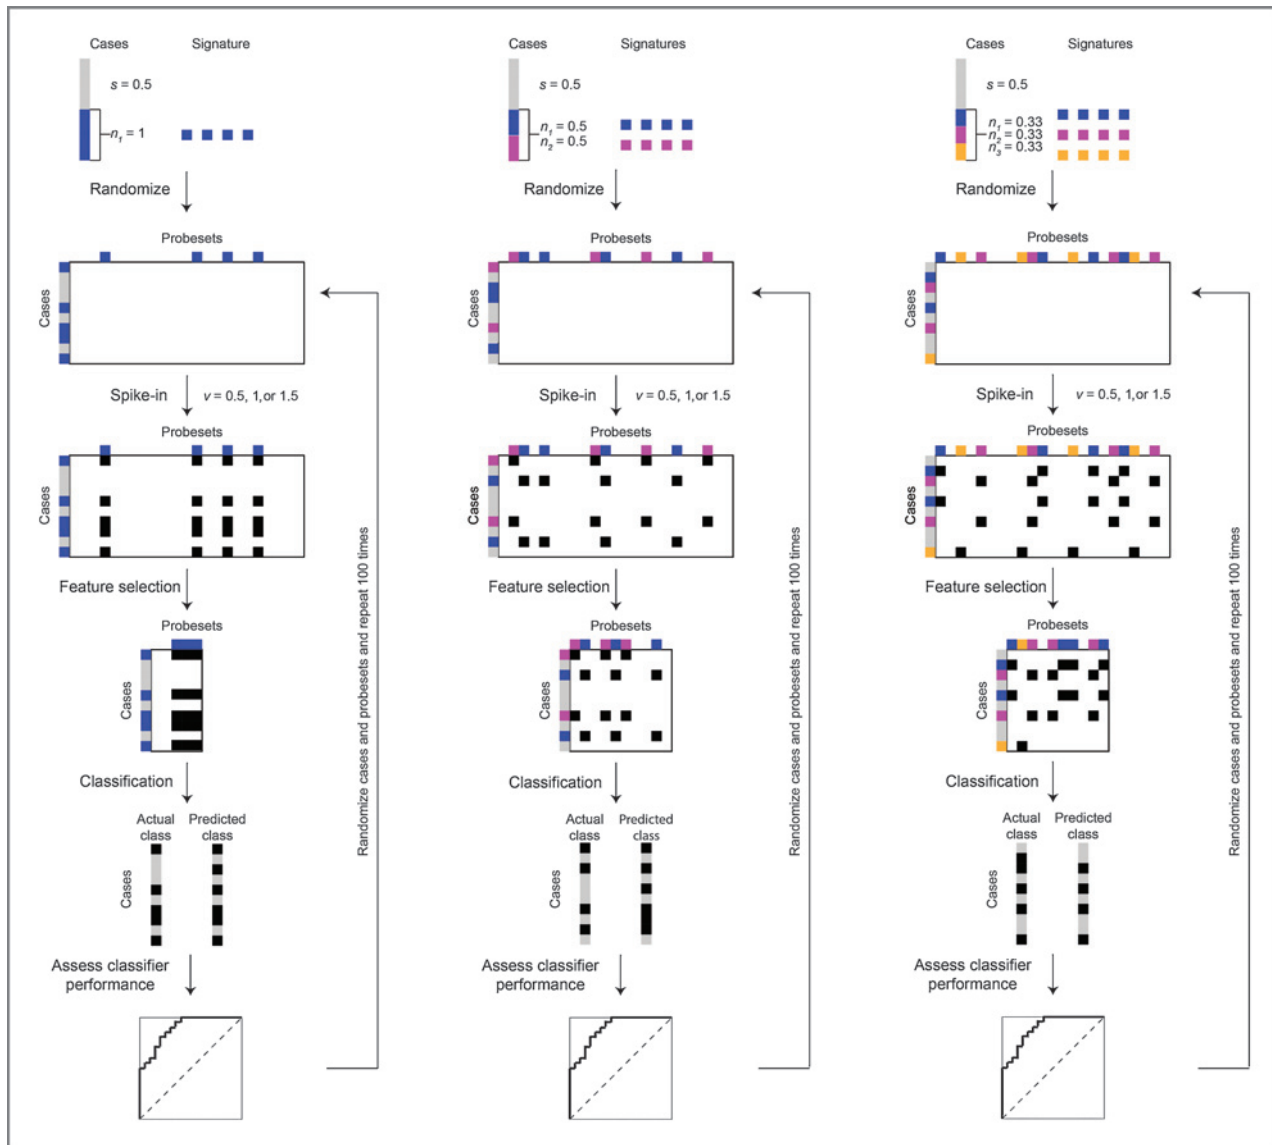 Cases Signature
s = 0.5
n1 = 1
Randomize
Probesets
Cases
Spike-in v = 0.5, 1, or 1.5
Probesets
Cases
Feature selection
Probesets
Cases
Classification
Actual class Predicted class
Cases
Assess classifier
performance
Randomize cases and probesets and repeat 100 times
Cases Signatures
s = 0.5
n1 = 0.5
n2 = 0.5
Randomize
Probesets
Cases
Spike-in v = 0.5, 1, or 1.5
Probesets
Cases
Feature selection
Probesets
Cases
Classification
Actual class Predicted class
Cases
Assess classifier
performance
Randomize cases and probesets and repeat 100 times
Cases Signatures
s = 0.5
n1 = 0.33
n2 = 0.33
n3 = 0.33
Randomize
Probesets
Cases
Spike-in v = 0.5, 1, or 1.5
Probesets
Cases
Feature selection
Probesets
Cases
Classification
Actual class Predicted class
Cases
Assess classifier
performance
Randomize cases and probesets and repeat 100 times